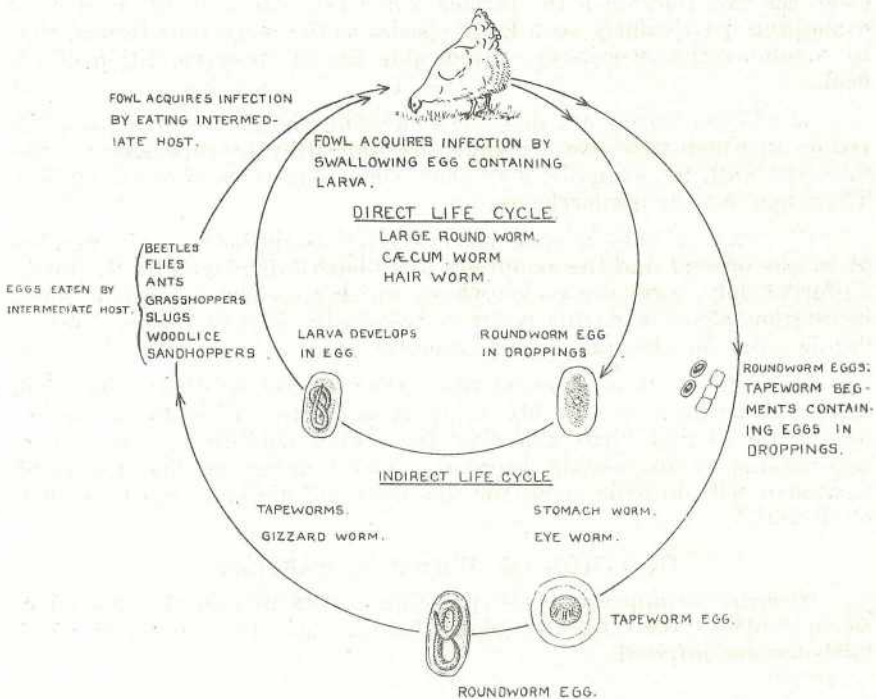 FOWL ACQUIRES INFECTION
BY EATING INTERMED-
IATE HOST.
FOWL ACQUIRES INFECTION BY
SWALLOWING EGG CONTAINING
LARVA.
DIRECT LIFE CYCLE
LARGE ROUND WORM.
CÆCUM WORM
HAIR WORM.
EGGS EATEN BY
INTERMEDIATE HOST.
BEETLES
FLIES
ANTS
GRASSHOPPERS
SLUGS
WOODLICE
SANDHOPPERS
LARVA DEVELOPS
IN EGG.
ROUNDWORM EGG
IN DROPPINGS
ROUNDWORM EGGS;
TAPEWORM SEG-
MENTS CONTAIN-
ING EGGS IN
DROPPINGS.
INDIRECT LIFE CYCLE
TAPEWORMS.
GIZZARD WORM.
STOMACH WORM.
EYE WORM.
TAPEWORM EGG.
ROUNDWORM EGG.